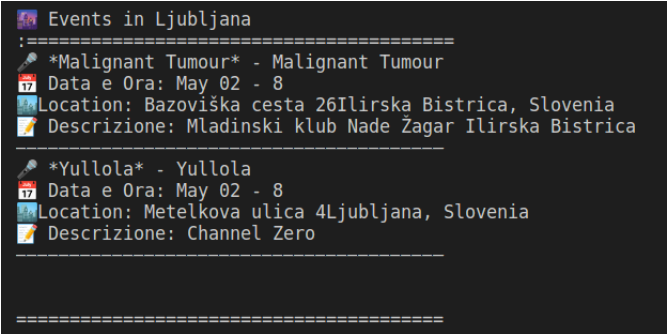 🌆 Events in Ljubljana
:========================================
🎤 *Malignant Tumour* - Malignant Tumour
📅 Data e Ora: May 02 - 8
🏙️Location: Bazoviška cesta 26Ilirska Bistrica, Slovenia
📝 Descrizione: Mladinski klub Nade Žagar Ilirska Bistrica
————————————————————————————————————————
🎤 *Yullola* - Yullola
📅 Data e Ora: May 02 - 8
🏙️Location: Metelkova ulica 4Ljubljana, Slovenia
📝 Descrizione: Channel Zero
————————————————————————————————————————
========================================